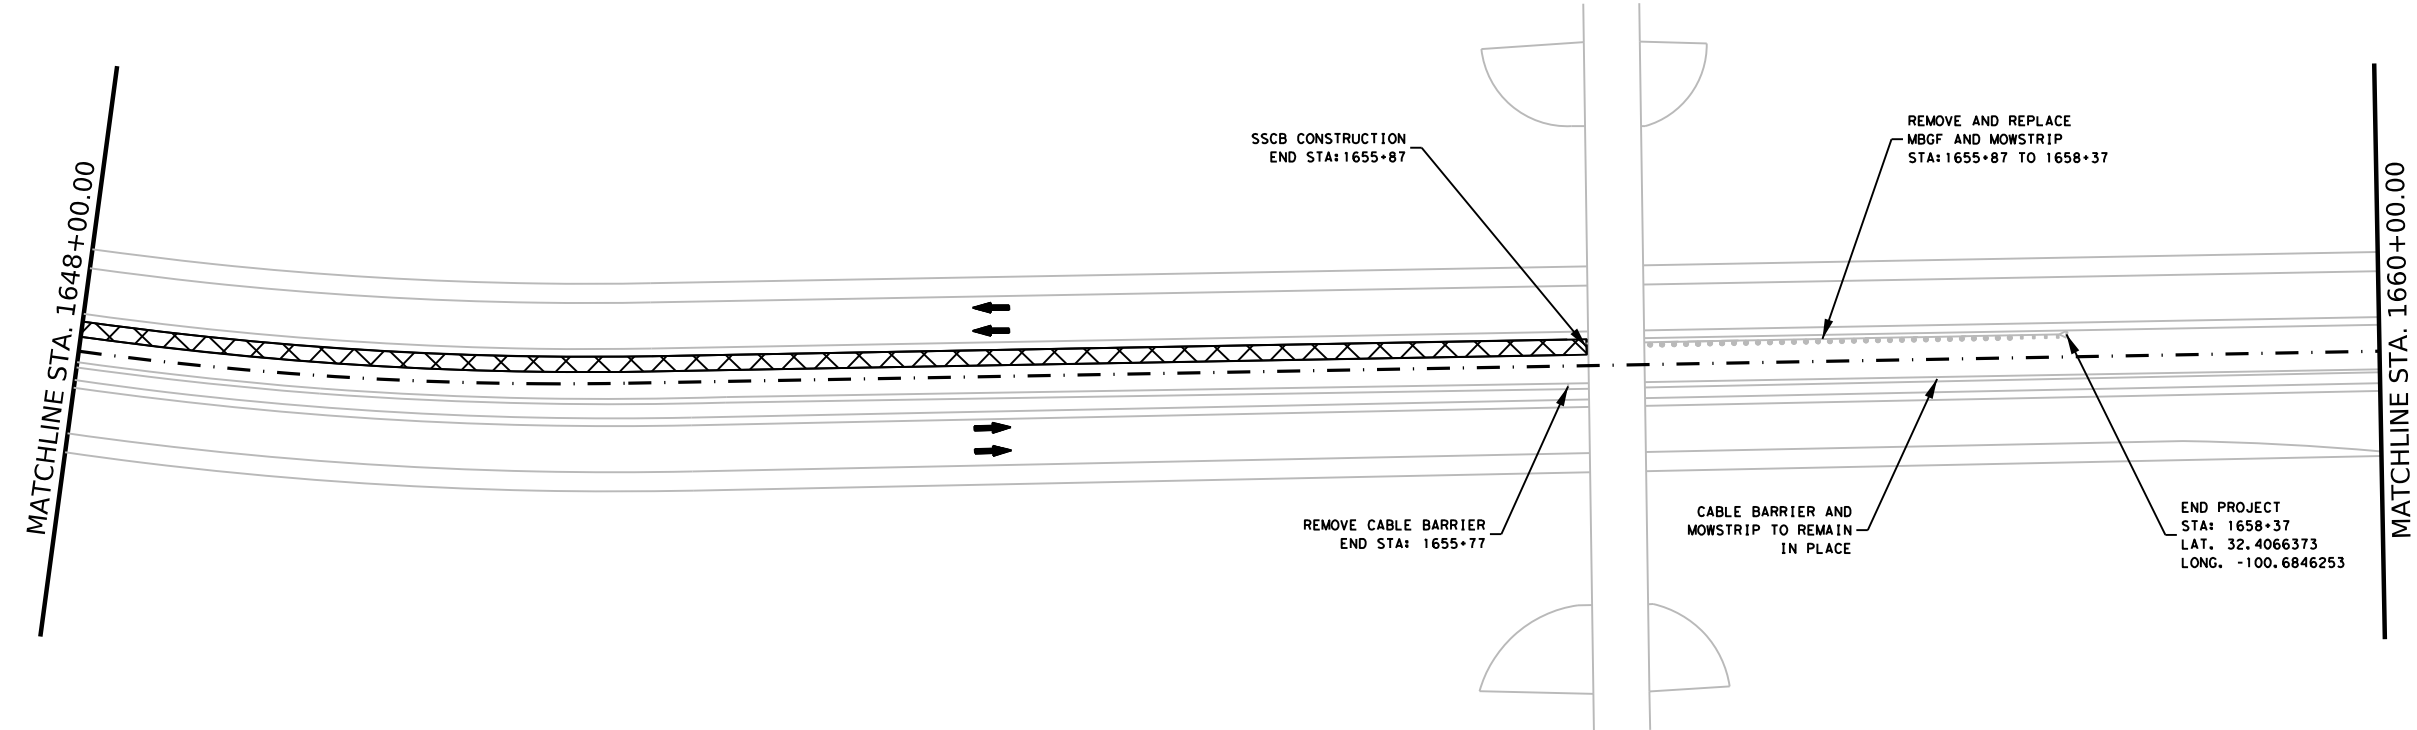 MATCHLINE STA. 1648+00.00
SSCB CONSTRUCTION
END STA:1655+87
REMOVE AND REPLACE
MBGF AND MOWSTRIP
STA:1655+87 TO 1658+37
REMOVE CABLE BARRIER
END STA: 1655+77
CABLE BARRIER AND
MOWSTRIP TO REMAIN
IN PLACE
END PROJECT
STA: 1658+37
LAT. 32.4066373
LONG. -100.6846253
MATCHLINE STA. 1660+00.00